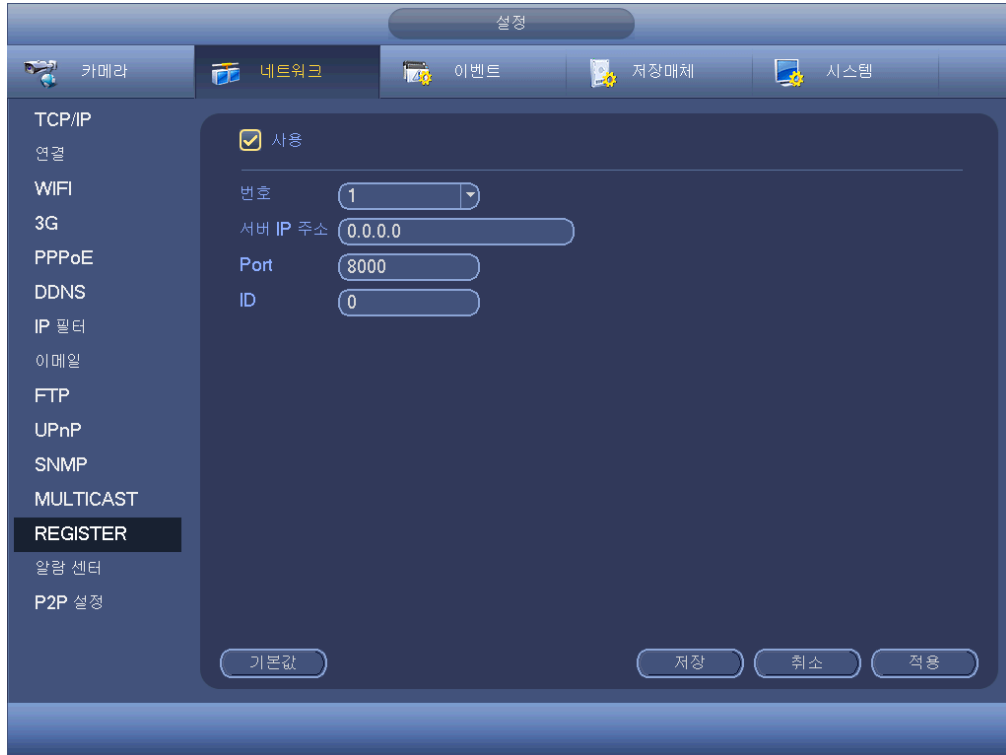 설정
카메라
네트워크
이벤트
저장매체
시스템
TCP/IP
연결
WIFI
3G
PPPoE
DDNS
IP 필터
이메일
FTP
UPnP
SNMP
MULTICAST
REGISTER
알람 센터
P2P 설정
사용
번호 1
서버 IP 주소 0.0.0.0
Port 8000
ID 0
기본값 저장 취소 적용